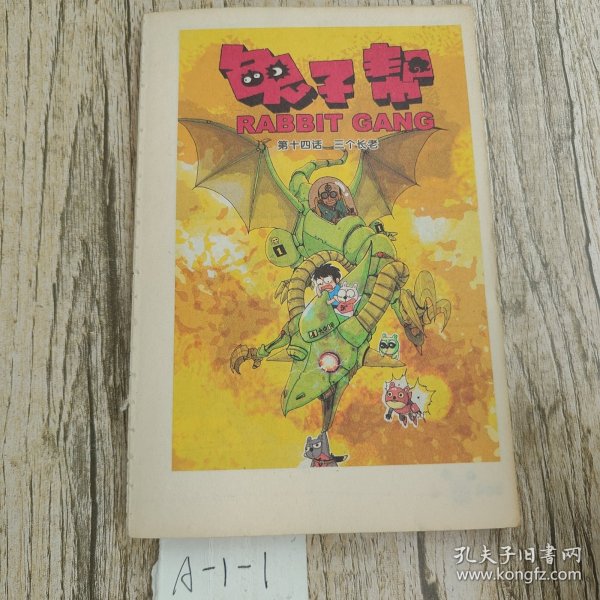 兔子帮
RABBIT GANG
第十四话 三个长老
1
A-1-1
孔夫子旧书网
www.kongfz.com